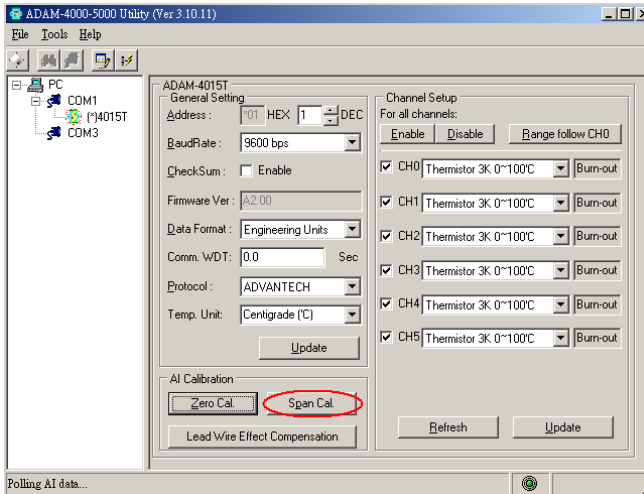 ADAM-4000-5000 Utility (Ver 3.10.11)
File Tools Help
PC
COM1
(*)4015T
COM3
ADAM-4015T
General Setting
Address : *01 HEX 1 DEC
BaudRate : 9600 bps
CheckSum : Enable
Firmware Ver : A2.00
Data Format : Engineering Units
Comm. WDT: 0.0 Sec
Protocol : ADVANTECH
Temp. Unit: Centigrade ('C)
Update
AI Calibration
Zero Cal. Span Cal.
Lead Wire Effect Compensation
Channel Setup
For all channels:
Enable Disable Range follow CH0
CH0 Thermistor 3K 0~100'C Burn-out
CH1 Thermistor 3K 0~100'C Burn-out
CH2 Thermistor 3K 0~100'C Burn-out
CH3 Thermistor 3K 0~100'C Burn-out
CH4 Thermistor 3K 0~100'C Burn-out
CH5 Thermistor 3K 0~100'C Burn-out
Refresh Update
Polling AI data...